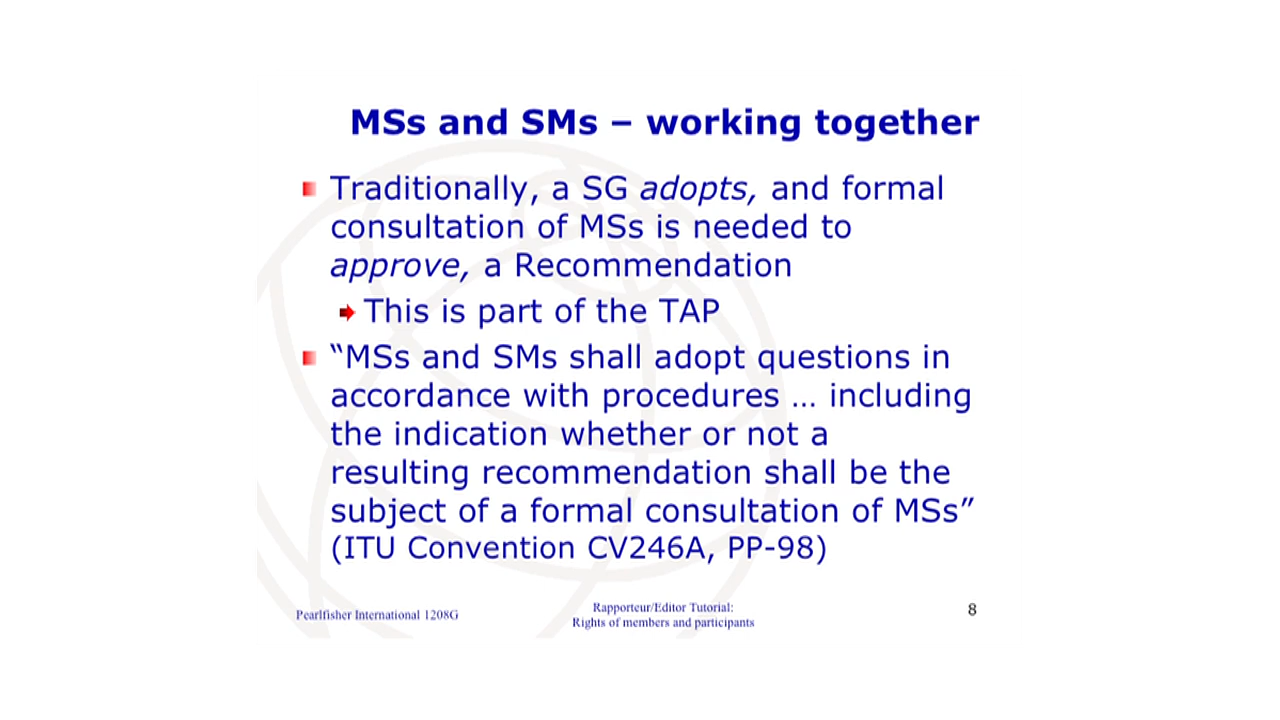 MSs and SMs – working together
Traditionally, a SG adopts, and formal
consultation of MSs is needed to
approve, a Recommendation
This is part of the TAP
“MSs and SMs shall adopt questions in
accordance with procedures … including
the indication whether or not a
resulting recommendation shall be the
subject of a formal consultation of MSs”
(ITU Convention CV246A, PP-98)
Pearlfisher International 1208G
Rapporteur/Editor Tutorial:
Rights of members and participants
8